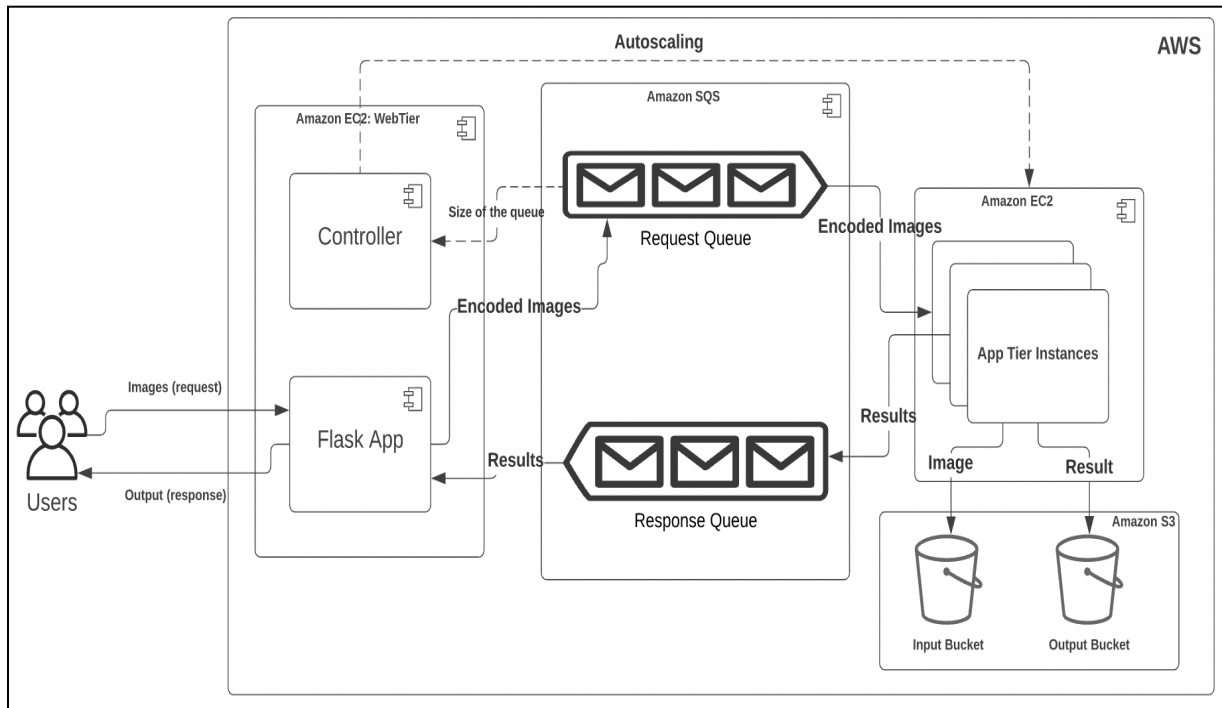 Autoscaling
AWS
Amazon EC2: WebTier
Amazon SQS
Controller
Size of the queue
Request Queue
Encoded Images
Amazon EC2
Encoded Images
App Tier Instances
Images (request)
Flask App
Results
Results
Users
Output (response)
Response Queue
Image
Result
Amazon S3
Input Bucket
Output Bucket